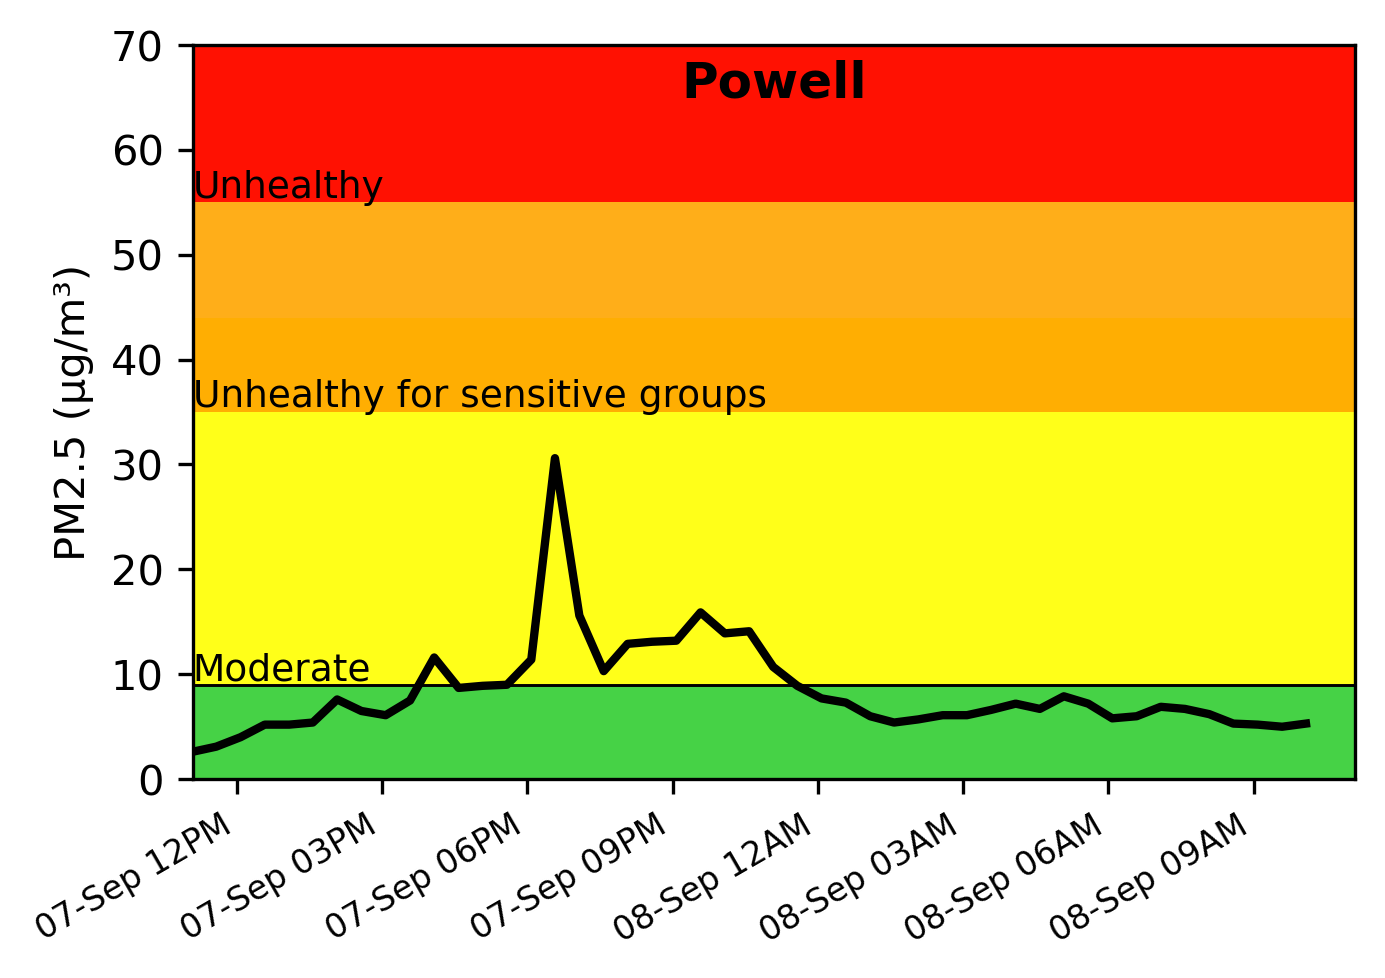 Powell
70
60
50
40
30
20
10
0
PM2.5 (µg/m³)
Unhealthy
Unhealthy for sensitive groups
Moderate
07-Sep 12PM
07-Sep 03PM
07-Sep 06PM
07-Sep 09PM
08-Sep 12AM
08-Sep 03AM
08-Sep 06AM
08-Sep 09AM